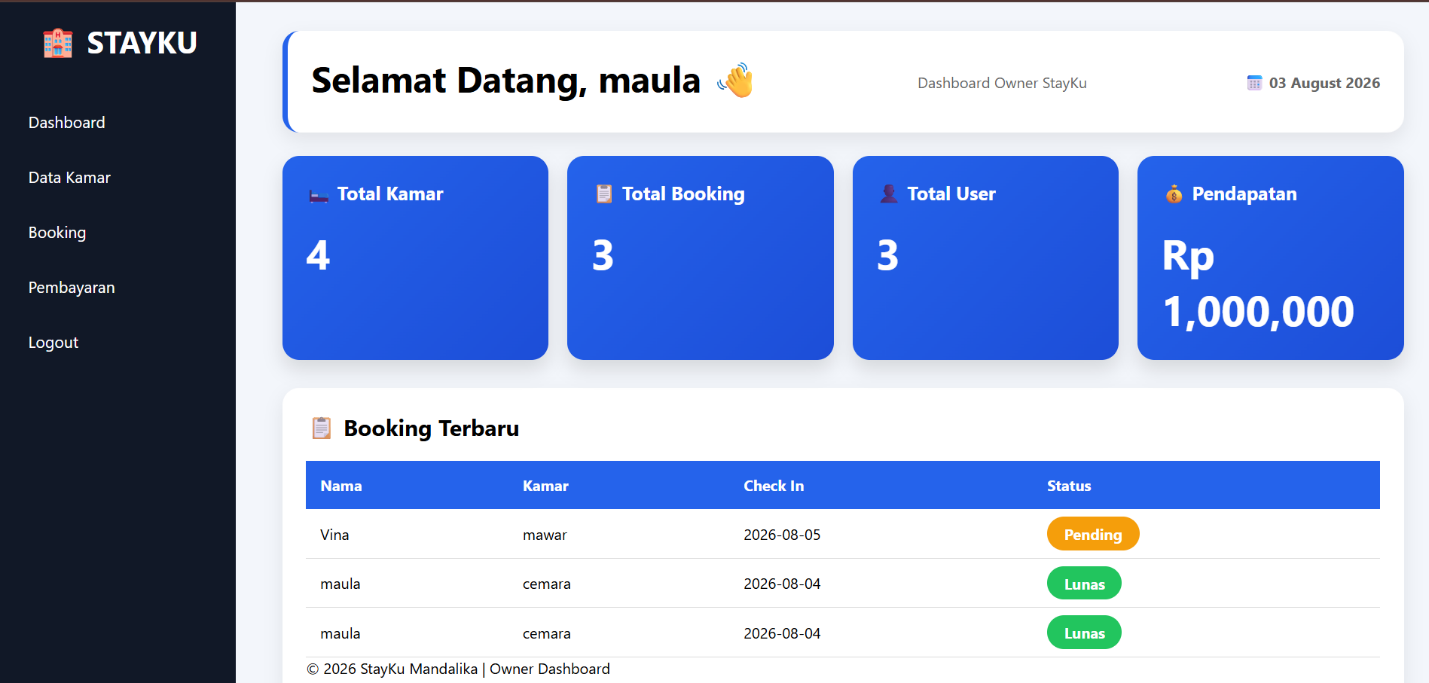 STAYKU
Dashboard
Data Kamar
Booking
Pembayaran
Logout
Selamat Datang, maula
Dashboard Owner StayKu
03 August 2026
Total Kamar
4
Total Booking
3
Total User
3
Pendapatan
Rp
1,000,000
Booking Terbaru
Nama Kamar Check In Status
Vina mawar 2026-08-05 Pending
maula cemara 2026-08-04 Lunas
maula cemara 2026-08-04 Lunas
© 2026 StayKu Mandalika | Owner Dashboard